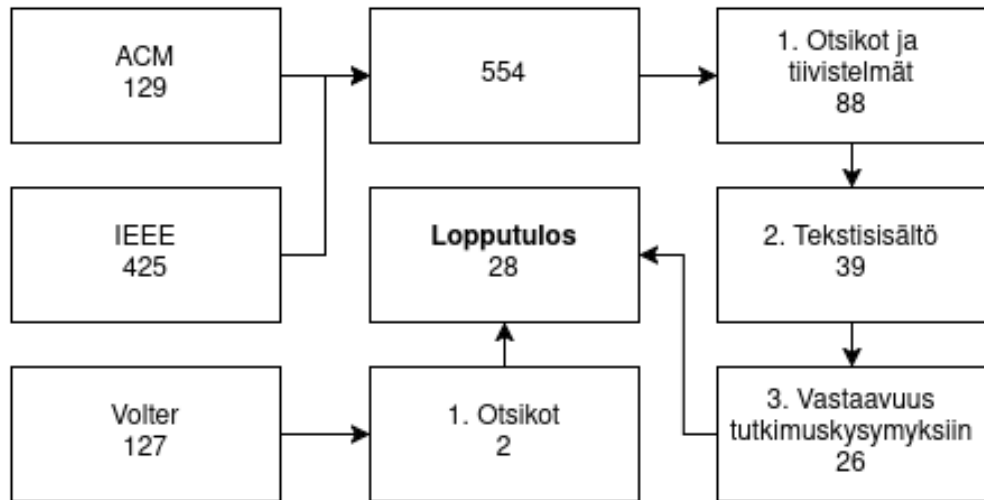 ACM
129
554
1. Otsikot ja
tiivistelmät
88
IEEE
425
Lopputulos
28
2. Tekstisisältö
39
Volter
127
1. Otsikot
2
3. Vastaavuus
tutkimuskysymyksiin
26